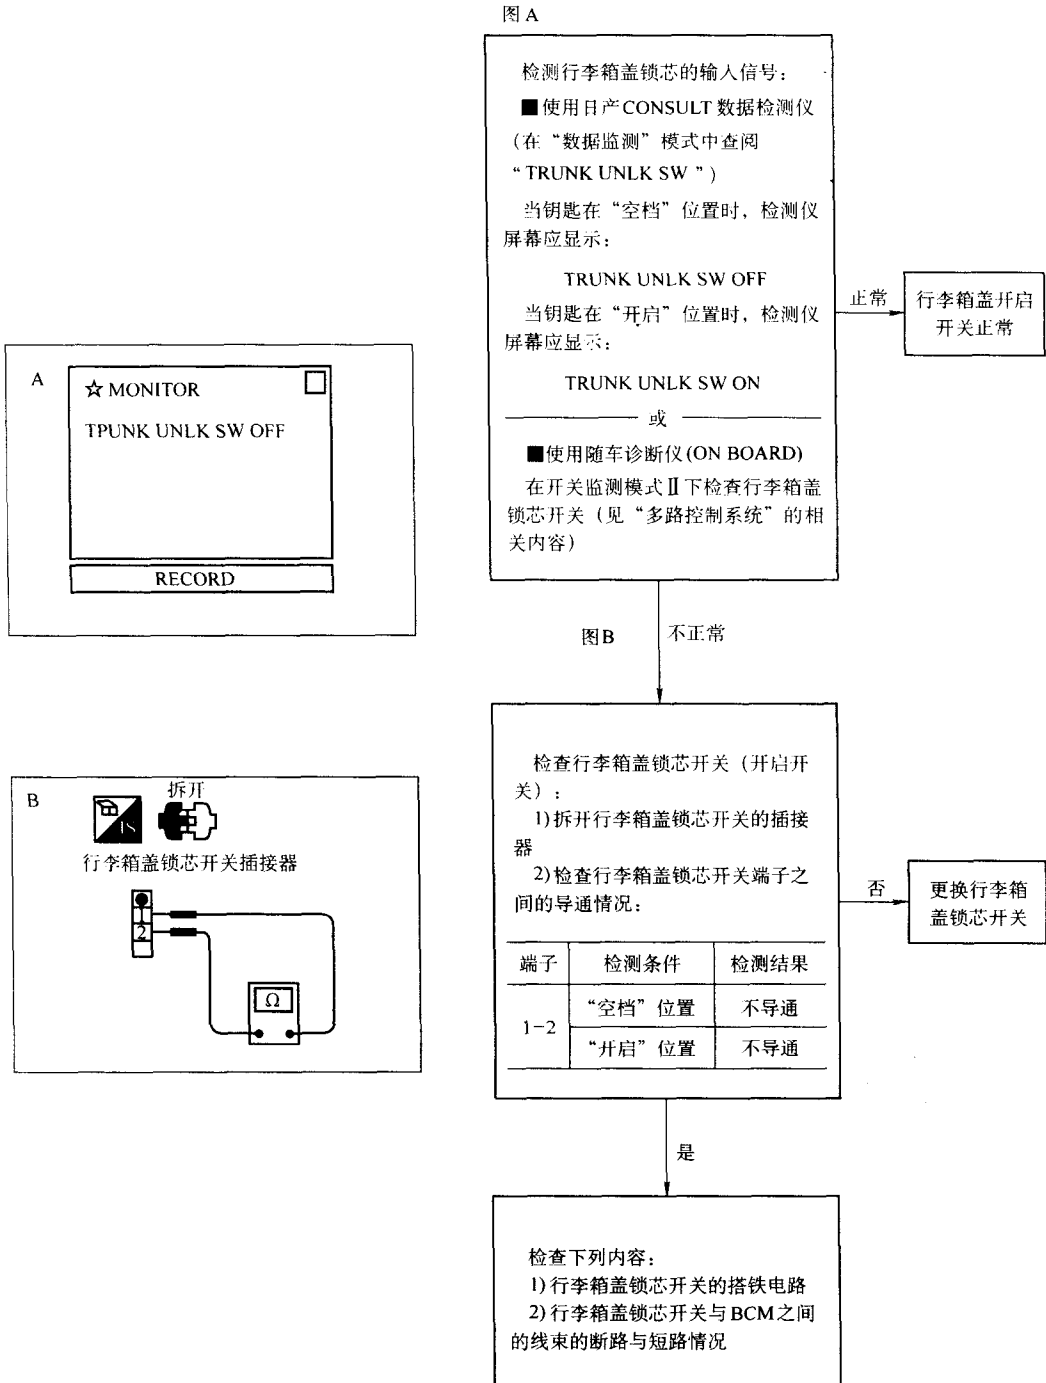 图 A
检测行李箱盖锁芯的输入信号：
■使用日产CONSULT 数据检测仪
（在“数据监测”模式中查阅
“TRUNK UNLK SW ”）
当钥匙在“空档”位置时，检测仪
屏幕应显示：
TRUNK UNLK SW OFF
当钥匙在“开启”位置时，检测仪
屏幕应显示：
TRUNK UNLK SW ON
或
■使用随车诊断仪(ON BOARD)
在开关监测模式Ⅱ下检查行李箱盖
锁芯开关（见“多路控制系统”的相
关内容）
正常
行李箱盖开启
开关正常
A
☆ MONITOR
TPUNK UNLK SW OFF
RECORD
图B
不正常
检查行李箱盖锁芯开关（开启开
关）：
1)拆开行李箱盖锁芯开关的插接
器
2)检查行李箱盖锁芯开关端子之
间的导通情况：
端子 检测条件 检测结果
1-2
“空档”位置 不导通
“开启”位置 不导通
否
更换行李箱
盖锁芯开关
B
拆开
TS
行李箱盖锁芯开关插接器
1
2
Ω
是
检查下列内容：
1)行李箱盖锁芯开关的搭铁电路
2)行李箱盖锁芯开关与BCM之间
的线束的断路与短路情况